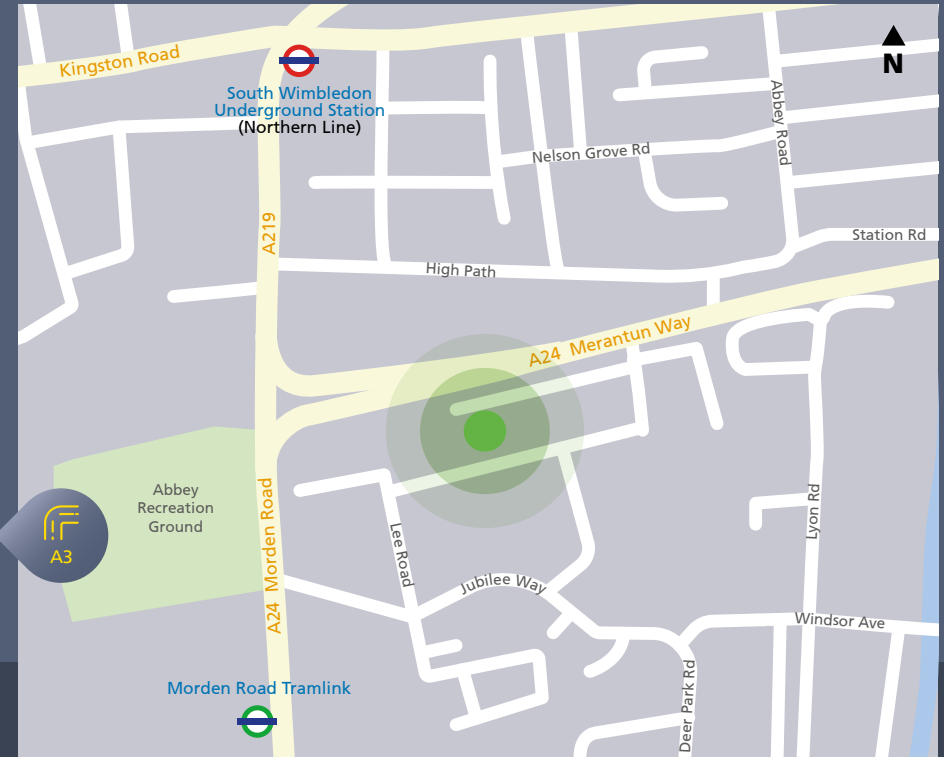 Kingston Road
N
South Wimbledon
Underground Station
(Northern Line)
Abbey Road
Nelson Grove Rd
A219
Station Rd
High Path
A24 Merantun Way
Abbey
Recreation
Ground
A3
A24 Morden Road
Lee Road
Lyon Rd
Jubilee Way
Windsor Ave
Morden Road Tramlink
Deer Park Rd